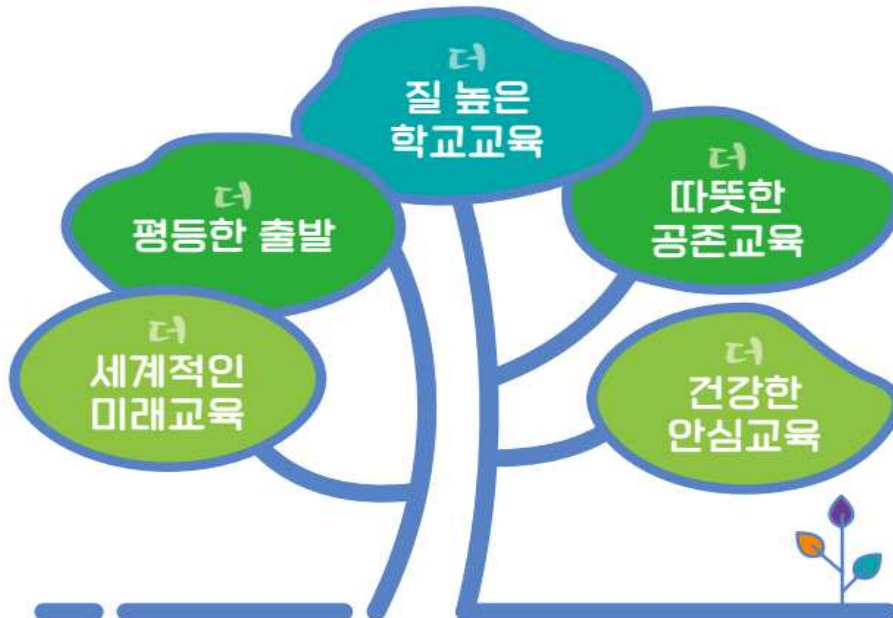 더
질 높은
학교교육
더
평등한 출발
더
따뜻한
공존교육
더
세계적인
미래교육
더
건강한
안심교육